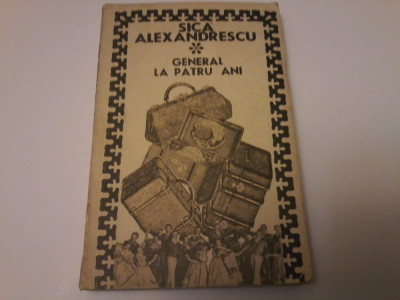 SICA
ALEXANDRESCU
GENERAL
LA PATRU ANI